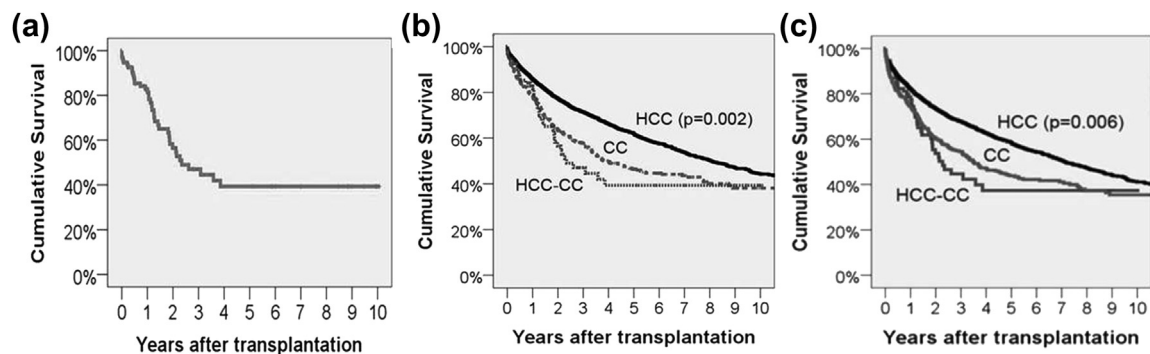 (a)
Cumulative Survival
100%
80%
60%
40%
20%
0%
0 1 2 3 4 5 6 7 8 9 10
Years after transplantation
(b)
Cumulative Survival
100%
80%
60%
40%
20%
0%
HCC (p=0.002)
CC
HCC-CC
0 1 2 3 4 5 6 7 8 9 10
Years after transplantation
(c)
Cumulative Survival
100%
80%
60%
40%
20%
0%
HCC (p=0.006)
CC
HCC-CC
0 1 2 3 4 5 6 7 8 9 10
Years after transplantation